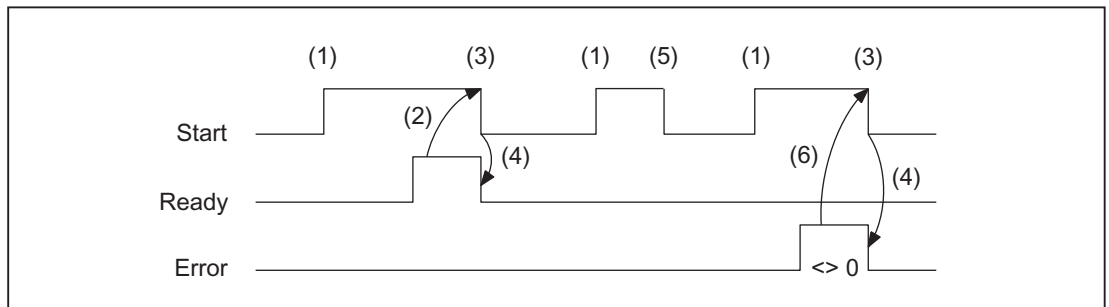 (1) (3) (1) (5) (1) (3)
(2)
Start
(4) (6) (4)
Ready
Error <> 0